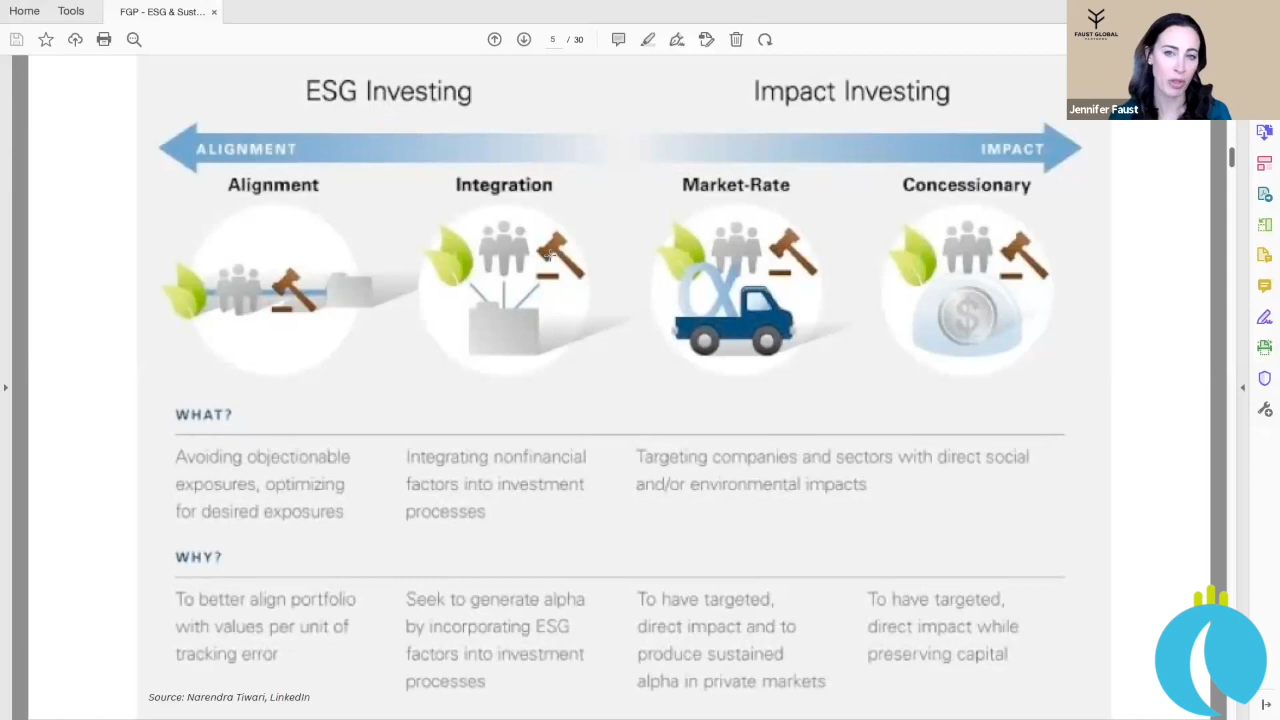 Home
Tools
FGP - ESG & Sust...
5 / 30
FAUST GLOBAL
PARTNERS
Jennifer Faust
ESG Investing
Impact Investing
ALIGNMENT
IMPACT
Alignment
Integration
Market-Rate
Concessionary
α
$
WHAT?
Avoiding objectionable
exposures, optimizing
for desired exposures
Integrating nonfinancial
factors into investment
processes
Targeting companies and sectors with direct social
and/or environmental impacts
WHY?
To better align portfolio
with values per unit of
tracking error
Seek to generate alpha
by incorporating ESG
factors into investment
processes
To have targeted,
direct impact and to
produce sustained
alpha in private markets
To have targeted,
direct impact while
preserving capital
Source: Narendra Tiwari, LinkedIn